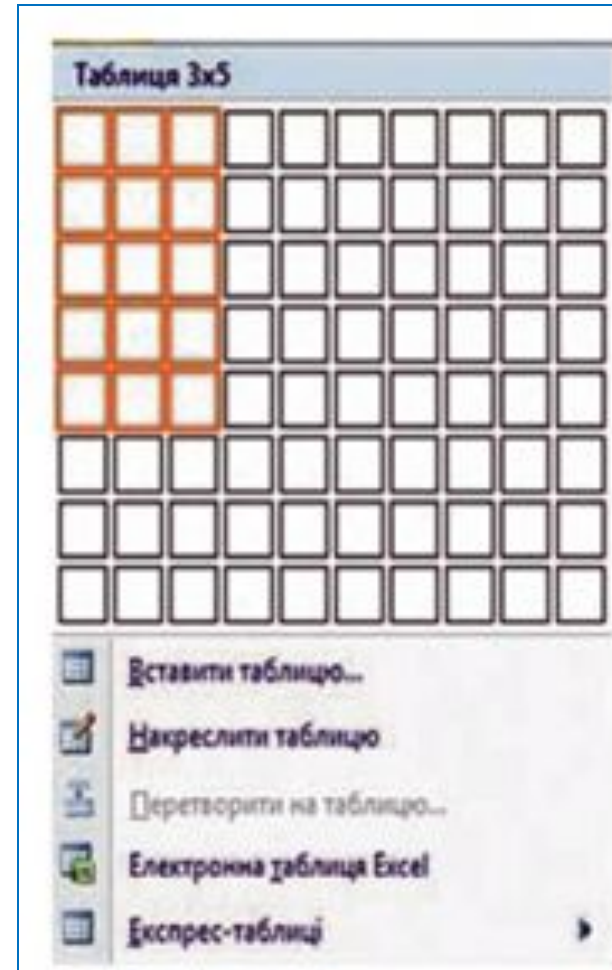 Таблиця 3x5
Вставити таблицю...
Накреслити таблицю
Перетворити на таблицю...
Електронна таблиця Excel
Експрес-таблиці